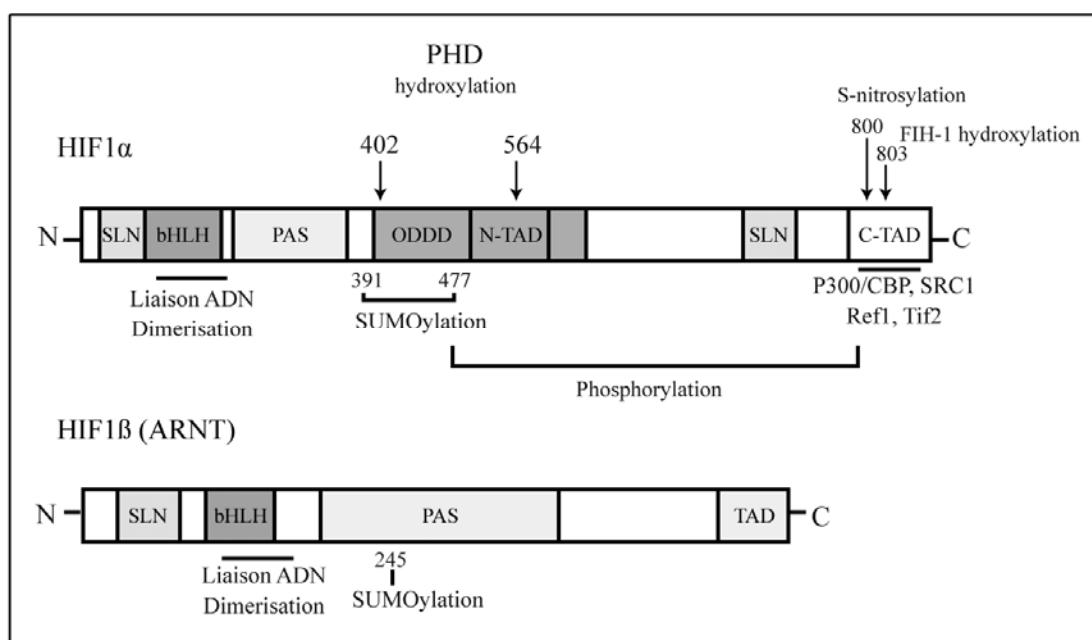 PHD
hydroxylation
S-nitrosylation
800
FIH-1 hydroxylation
402
564
803
HIF1α
N
SLN
bHLH
PAS
ODDD
N-TAD
SLN
C-TAD
C
391
477
Liaison ADN
Dimerisation
SUMOylation
P300/CBP, SRC1
Ref1, Tif2
Phosphorylation
HIF1ß (ARNT)
N
SLN
bHLH
PAS
TAD
C
245
Liaison ADN
Dimerisation
SUMOylation